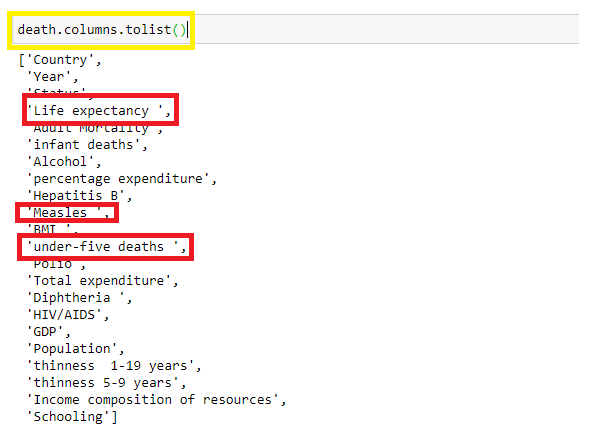 death.columns.tolist()
['Country',
'Year',
'Status',
'Life expectancy ',
'Adult Mortality',
'infant deaths',
'Alcohol',
'percentage expenditure',
'Hepatitis B',
'Measles ',
'BMI ',
'under-five deaths ',
'Polio',
'Total expenditure',
'Diphtheria ',
'HIV/AIDS',
'GDP',
'Population',
'thinness  1-19 years',
'thinness 5-9 years',
'Income composition of resources',
'Schooling']